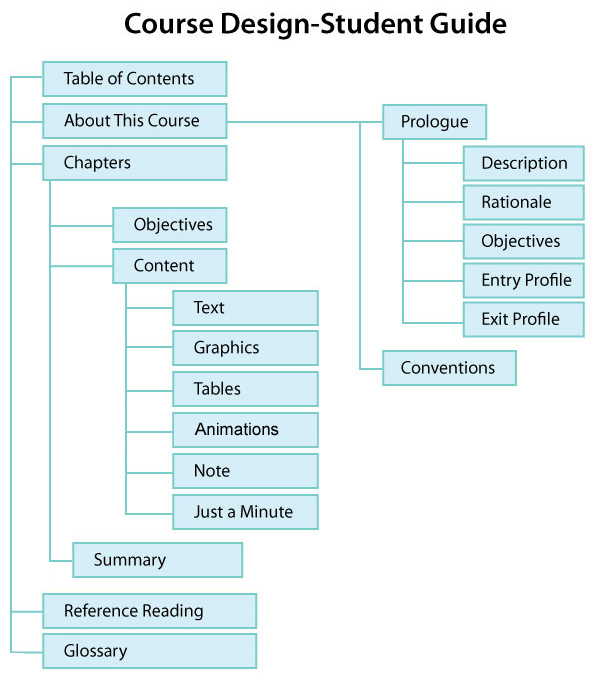 Course Design-Student Guide
Table of Contents
About This Course
Prologue
Description
Rationale
Objectives
Entry Profile
Exit Profile
Conventions
Chapters
Objectives
Content
Text
Graphics
Tables
Animations
Note
Just a Minute
Summary
Reference Reading
Glossary